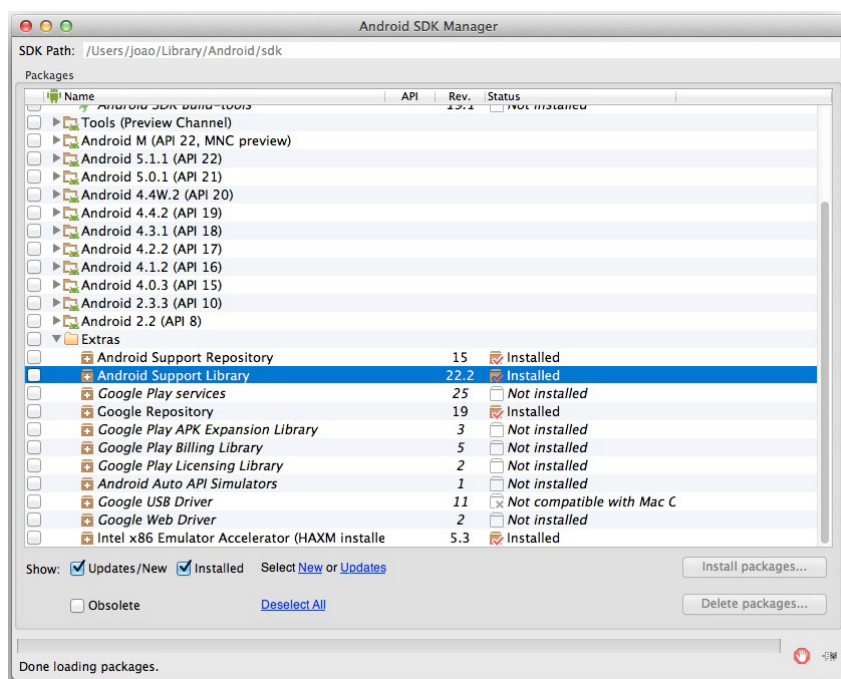 Android SDK Manager
SDK Path: /Users/joao/Library/Android/sdk
Packages
Name API Rev. Status
Android SDK Build-tools 19.1 Not installed
Tools (Preview Channel)
Android M (API 22, MNC preview)
Android 5.1.1 (API 22)
Android 5.0.1 (API 21)
Android 4.4W.2 (API 20)
Android 4.4.2 (API 19)
Android 4.3.1 (API 18)
Android 4.2.2 (API 17)
Android 4.1.2 (API 16)
Android 4.0.3 (API 15)
Android 2.3.3 (API 10)
Android 2.2 (API 8)
Extras
Android Support Repository 15 Installed
Android Support Library 22.2 Installed
Google Play services 25 Not installed
Google Repository 19 Installed
Google Play APK Expansion Library 3 Not installed
Google Play Billing Library 5 Not installed
Google Play Licensing Library 2 Not installed
Android Auto API Simulators 1 Not installed
Google USB Driver 11 Not compatible with Mac O
Google Web Driver 2 Not installed
Intel x86 Emulator Accelerator (HAXM installe 5.3 Installed
Show: Updates/New Installed Select New or Updates Install packages...
Obsolete Deselect All Delete packages...
Done loading packages.